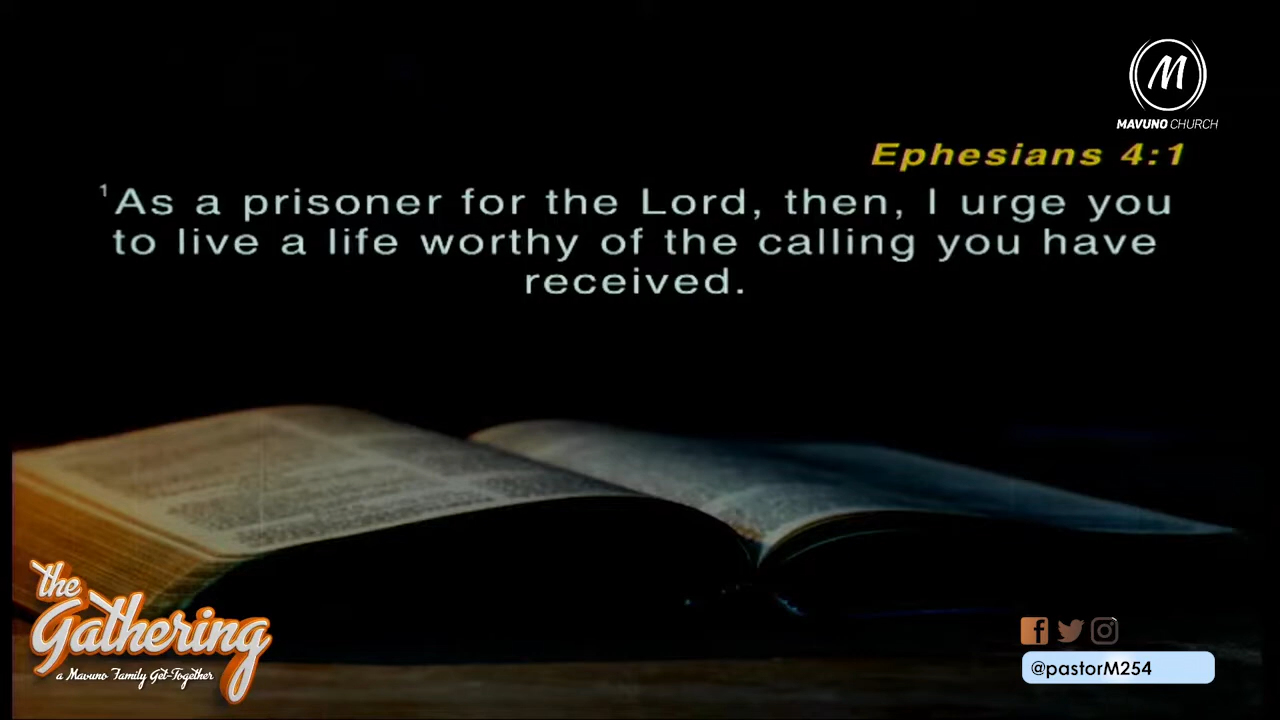 M
MAVUNO CHURCH
Ephesians 4:1
¹As a prisoner for the Lord, then, I urge you
to live a life worthy of the calling you have
received.
the
Gathering
a Mavuno Family Get-Together
f
@pastorM254